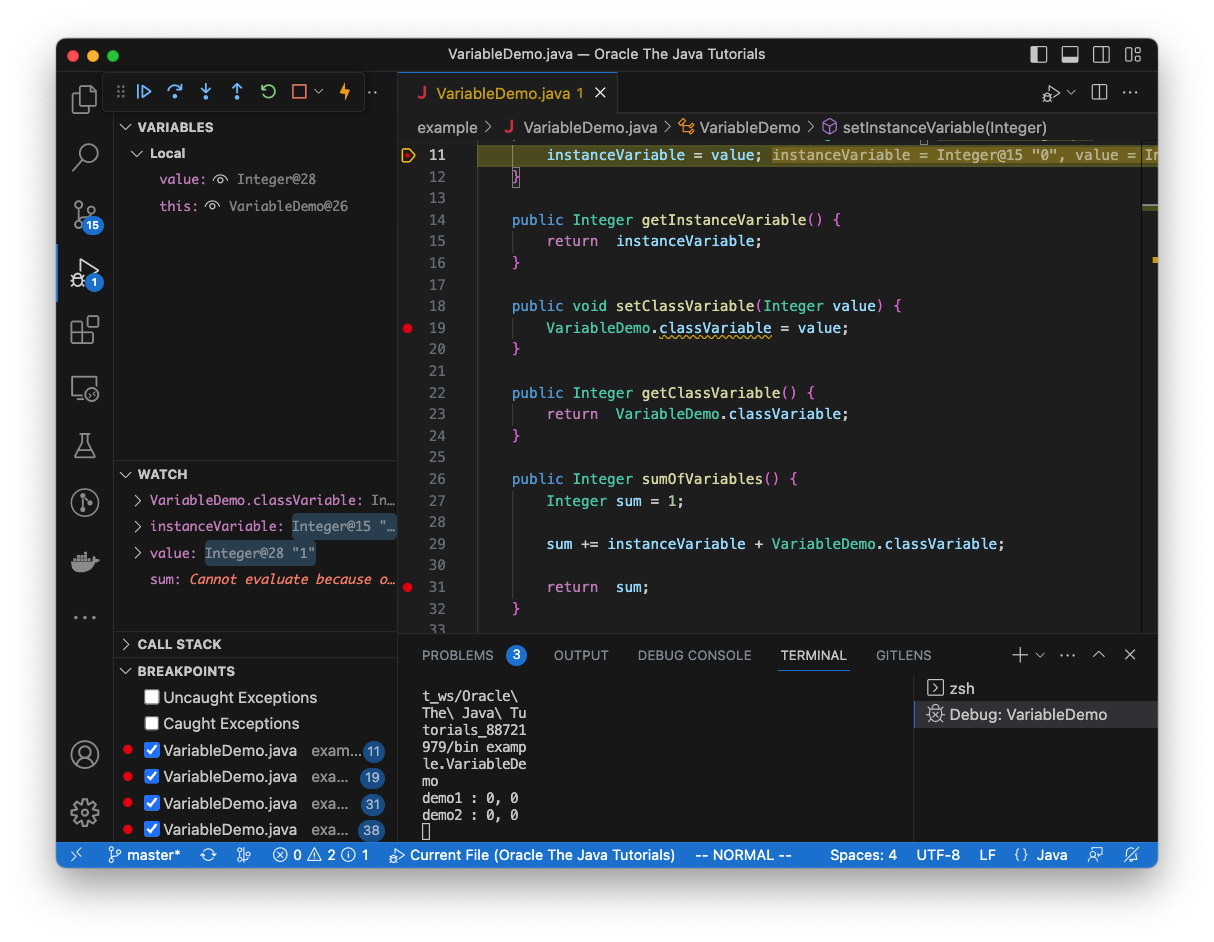 VariableDemo.java — Oracle The Java Tutorials
VariableDemo.java 1
example > VariableDemo.java > VariableDemo > setInstanceVariable(Integer)
15
1
VARIABLES
Local
value: Integer@28
this: VariableDemo@26
WATCH
VariableDemo.classVariable: In…
instanceVariable: Integer@15 "…
value: Integer@28 "1"
sum: Cannot evaluate because o…
CALL STACK
BREAKPOINTS
Uncaught Exceptions
Caught Exceptions
VariableDemo.java exam… 11
VariableDemo.java exa… 19
VariableDemo.java exa… 31
VariableDemo.java exa… 38
11 instanceVariable = value; instanceVariable = Integer@15 "0", value = In
12 }
13
14 public Integer getInstanceVariable() {
15 return  instanceVariable;
16 }
17
18 public void setClassVariable(Integer value) {
19 VariableDemo.classVariable = value;
20 }
21
22 public Integer getClassVariable() {
23 return  VariableDemo.classVariable;
24 }
25
26 public Integer sumOfVariables() {
27 Integer sum = 1;
28
29 sum += instanceVariable + VariableDemo.classVariable;
30
31 return  sum;
32 }
33
PROBLEMS 3 OUTPUT DEBUG CONSOLE TERMINAL GITLENS
t_ws/Oracle\
The\ Java\ Tu
torials_88721
979/bin examp
le.VariableDe
mo
demo1 : 0, 0
demo2 : 0, 0
zsh
Debug: VariableDemo
master* 0 2 1 Current File (Oracle The Java Tutorials) -- NORMAL -- Spaces: 4 UTF-8 LF {} Java